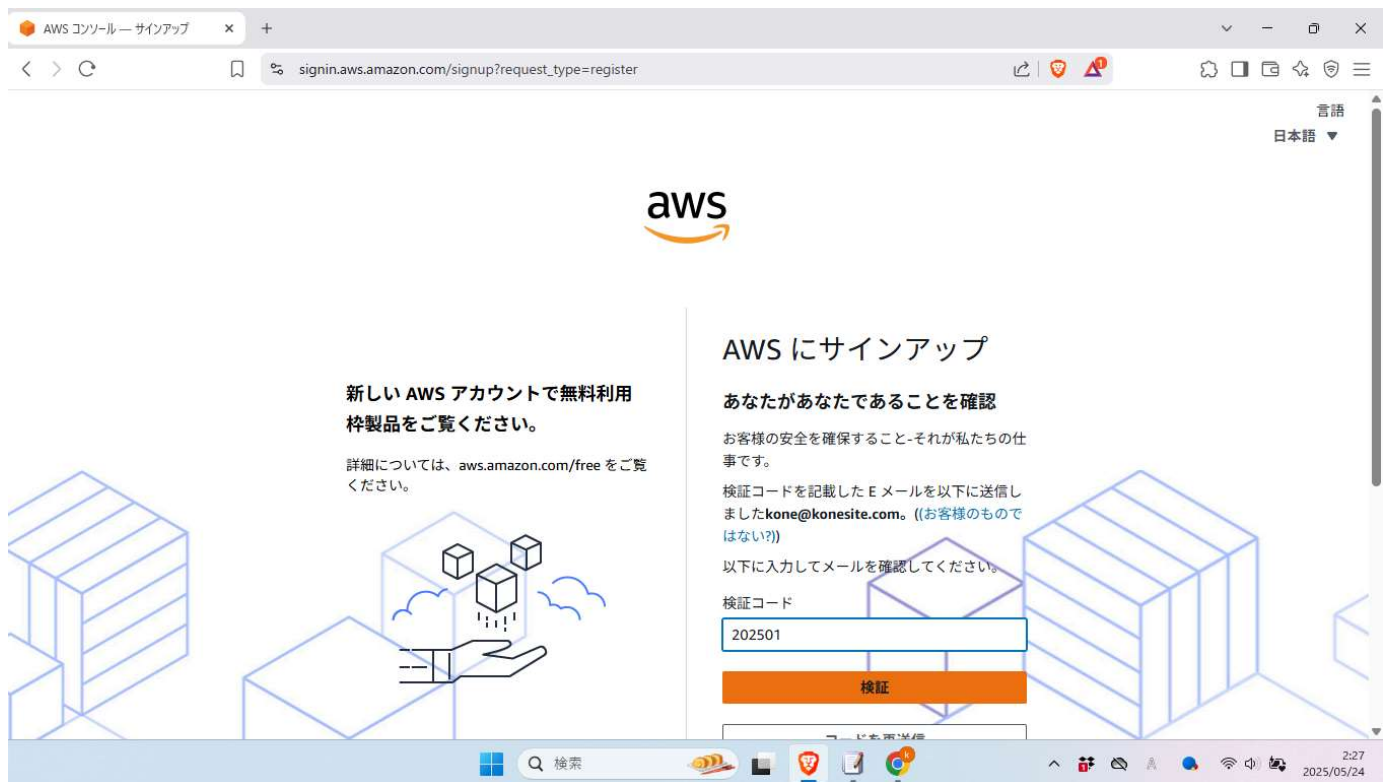 AWS コンソール — サインアップ
signin.aws.amazon.com/signup?request_type=register
1
言語
日本語 ▼
aws
新しい AWS アカウントで無料利用
枠製品をご覧ください。
詳細については、aws.amazon.com/free をご覧
ください。
AWS にサインアップ
あなたがあなたであることを確認
お客様の安全を確保すること-それが私たちの仕
事です。
検証コードを記載した E メールを以下に送信し
ましたkone@konesite.com。((お客様のもので
はない?))
以下に入力してメールを確認してください。
検証コード
202501
検証
コードを再送信
検索
k
2:27
2025/05/24